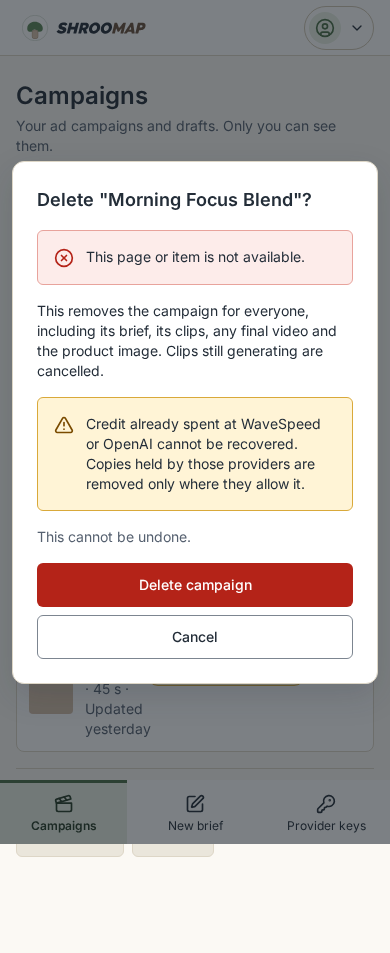 SHROOMAP
Campaigns
Your ad campaigns and drafts. Only you can see
them.
Delete "Morning Focus Blend"?
This page or item is not available.
This removes the campaign for everyone,
including its brief, its clips, any final video and
the product image. Clips still generating are
cancelled.
Credit already spent at WaveSpeed
or OpenAI cannot be recovered.
Copies held by those providers are
removed only where they allow it.
This cannot be undone.
Delete campaign
Cancel
· 45 s ·
Updated
yesterday
Campaigns
New brief
Provider keys